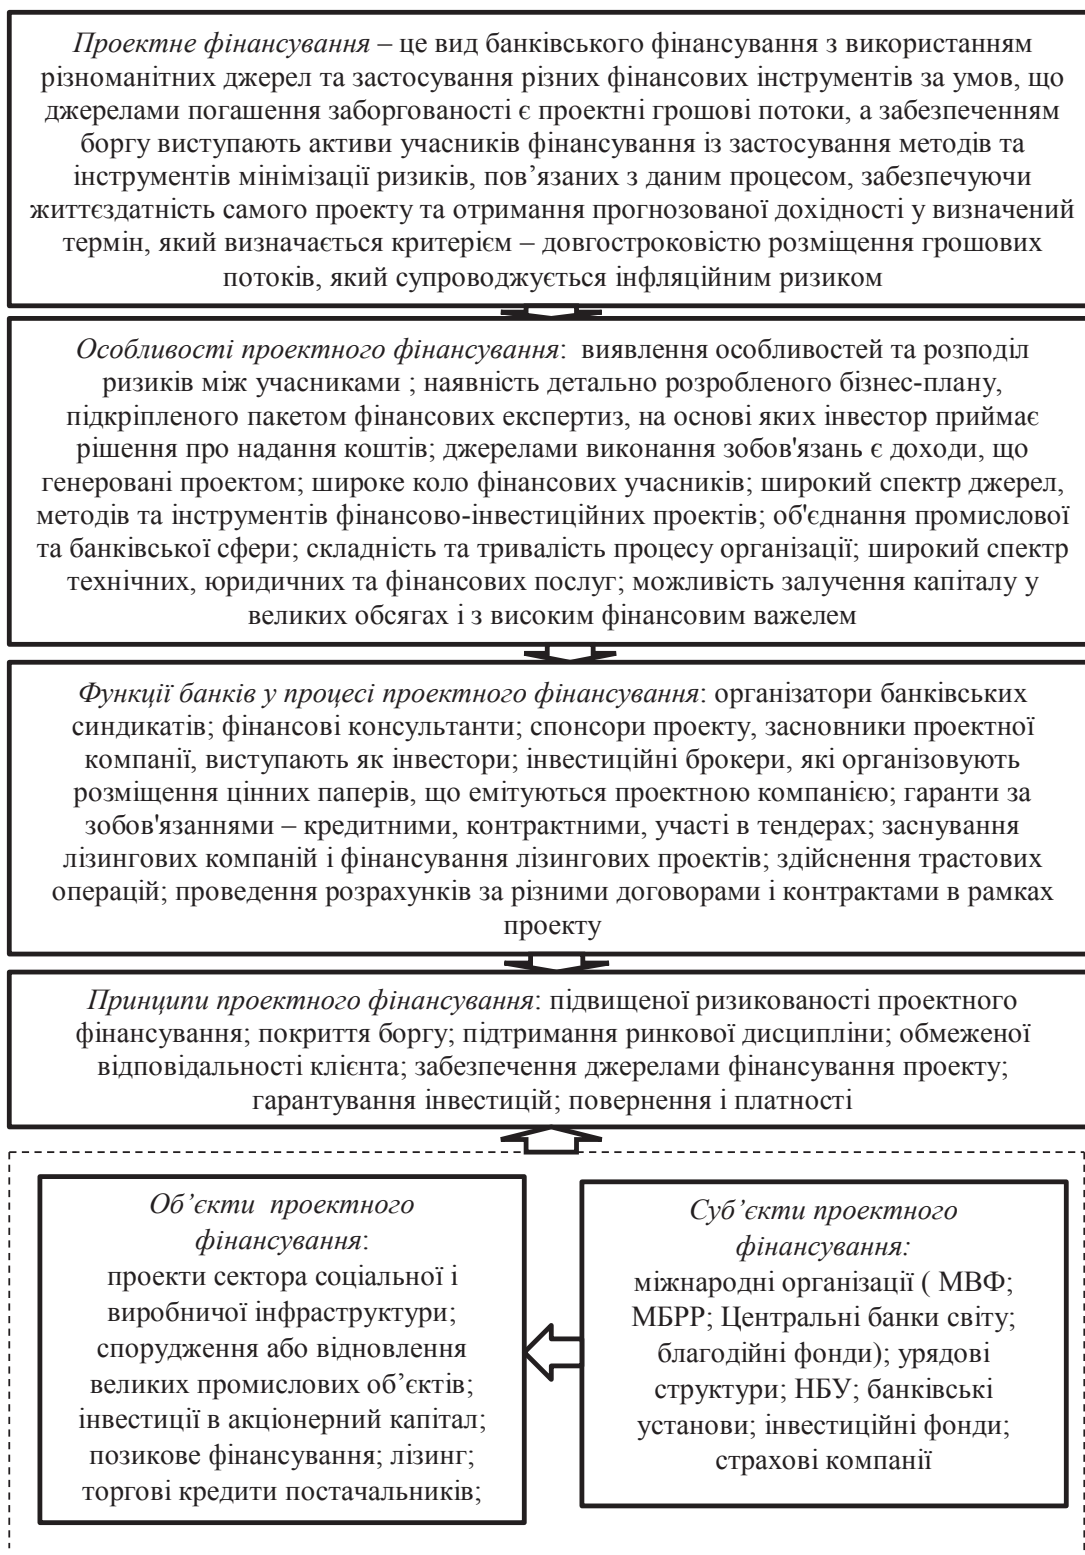 Проектне фінансування – це вид банківського фінансування з використанням
різноманітних джерел та застосування різних фінансових інструментів за умов, що
джерелами погашення заборгованості є проектні грошові потоки, а забезпеченням
боргу виступають активи учасників фінансування із застосування методів та
інструментів мінімізації ризиків, пов’язаних з даним процесом, забезпечуючи
життєздатність самого проекту та отримання прогнозованої дохідності у визначений
термін, який визначається критерієм – довгостроковістю розміщення грошових
потоків, який супроводжується інфляційним ризиком
Особливості проектного фінансування: виявлення особливостей та розподіл
ризиків між учасниками ; наявність детально розробленого бізнес-плану,
підкріпленого пакетом фінансових експертиз, на основі яких інвестор приймає
рішення про надання коштів; джерелами виконання зобов'язань є доходи, що
генеровані проектом; широке коло фінансових учасників; широкий спектр джерел,
методів та інструментів фінансово-інвестиційних проектів; об'єднання промислової
та банківської сфери; складність та тривалість процесу організації; широкий спектр
технічних, юридичних та фінансових послуг; можливість залучення капіталу у
великих обсягах і з високим фінансовим важелем
Функції банків у процесі проектного фінансування: організатори банківських
синдикатів; фінансові консультанти; спонсори проекту, засновники проектної
компанії, виступають як інвестори; інвестиційні брокери, які організовують
розміщення цінних паперів, що емітуються проектною компанією; гаранти за
зобов'язаннями – кредитними, контрактними, участі в тендерах; заснування
лізингових компаній і фінансування лізингових проектів; здійснення трастових
операцій; проведення розрахунків за різними договорами і контрактами в рамках
проекту
Принципи проектного фінансування: підвищеної ризикованості проектного
фінансування; покриття боргу; підтримання ринкової дисципліни; обмеженої
відповідальності клієнта; забезпечення джерелами фінансування проекту;
гарантування інвестицій; повернення і платності
Об’єкти проектного
фінансування:
проекти сектора соціальної і
виробничої інфраструктури;
спорудження або відновлення
великих промислових об’єктів;
інвестиції в акціонерний капітал;
позикове фінансування; лізинг;
торгові кредити постачальників;
Суб’єкти проектного
фінансування:
міжнародні організації ( МВФ;
МБРР; Центральні банки світу;
благодійні фонди); урядові
структури; НБУ; банківські
установи; інвестиційні фонди;
страхові компанії